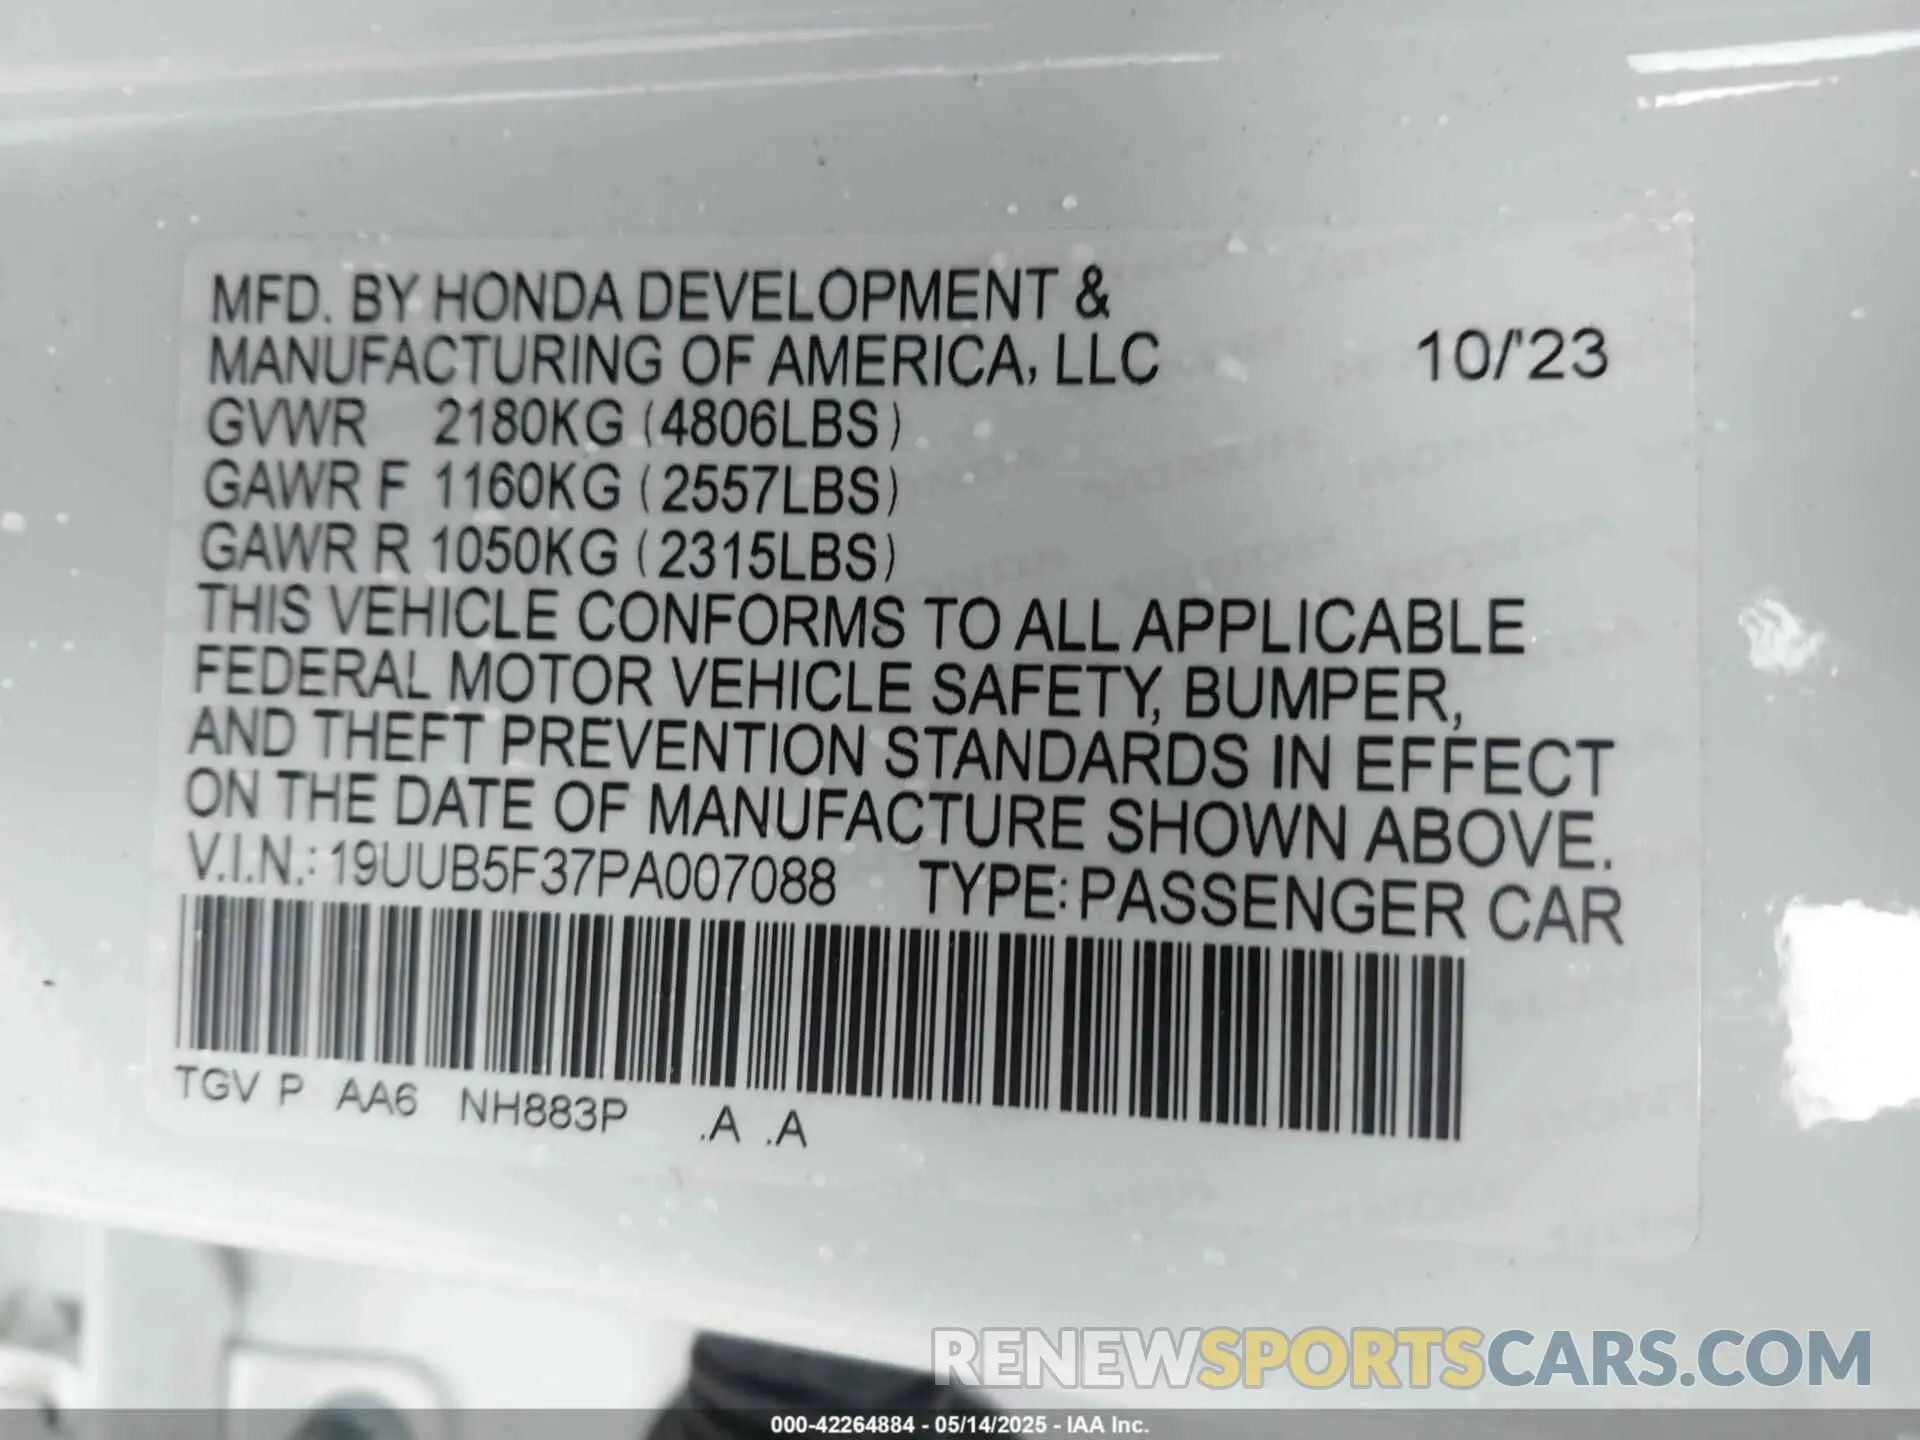 MFD. BY HONDA DEVELOPMENT &
MANUFACTURING OF AMERICA, LLC 10/'23
GVWR 2180KG (4806LBS)
GAWR F 1160KG (2557LBS)
GAWR R 1050KG (2315LBS)
THIS VEHICLE CONFORMS TO ALL APPLICABLE
FEDERAL MOTOR VEHICLE SAFETY, BUMPER,
AND THEFT PREVENTION STANDARDS IN EFFECT
ON THE DATE OF MANUFACTURE SHOWN ABOVE.
V.I.N.: 19UUB5F37PA007088 TYPE: PASSENGER CAR
TGV P AA6 NH883P .A .A
RENEWSPORTSCARS.COM
000-42264884 - 05/14/2025 - IAA Inc.